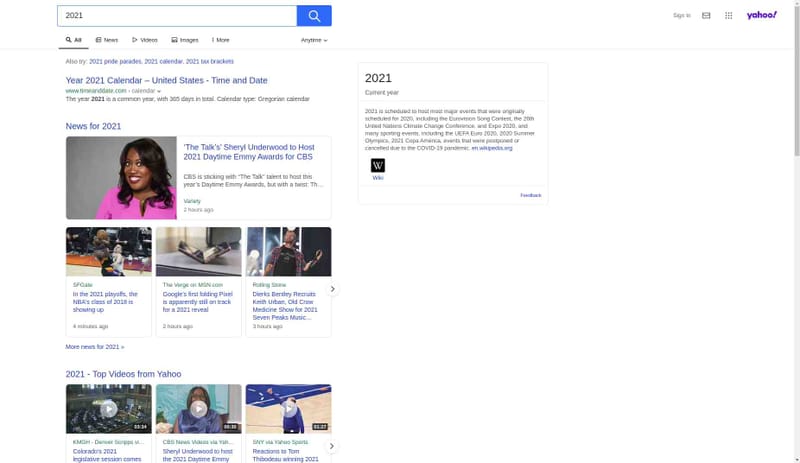 2021
Sign in
yahoo!
All
News
Videos
Images
More
Anytime
Also try: 2021 pride parades, 2021 calendar, 2021 tax brackets
Year 2021 Calendar – United States - Time and Date
www.timeanddate.com › calendar
The year 2021 is a common year, with 365 days in total. Calendar type: Gregorian calendar
News for 2021
'The Talk's' Sheryl Underwood to Host
2021 Daytime Emmy Awards for CBS
CBS is sticking with "The Talk" talent to host this
year's Daytime Emmy Awards, but with a twist: Th…
Variety
2 hours ago
SFGate
In the 2021 playoffs, the
NBA's class of 2018 is
showing up
4 minutes ago
The Verge on MSN.com
Google's first folding Pixel
is apparently still on track
for a 2021 reveal
2 hours ago
Rolling Stone
Dierks Bentley Recruits
Keith Urban, Old Crow
Medicine Show for 2021
Seven Peaks Music…
3 hours ago
More news for 2021 »
2021 - Top Videos from Yahoo
03:34
KMGH - Denver Scripps vi…
Colorado's 2021
legislative session comes
00:30
CBS News Videos via Yah…
Sheryl Underwood to host
the 2021 Daytime Emmy
01:27
SNY via Yahoo Sports
Reactions to Tom
Thibodeau winning 2021
2021
Current year
2021 is scheduled to host most major events that were originally
scheduled for 2020, including the Eurovision Song Contest, the 26th
United Nations Climate Change Conference, and Expo 2020, and
many sporting events, including the UEFA Euro 2020, 2020 Summer
Olympics, 2021 Copa América, events that were postponed or
cancelled due to the COVID-19 pandemic. en.wikipedia.org
W
Wiki
Feedback